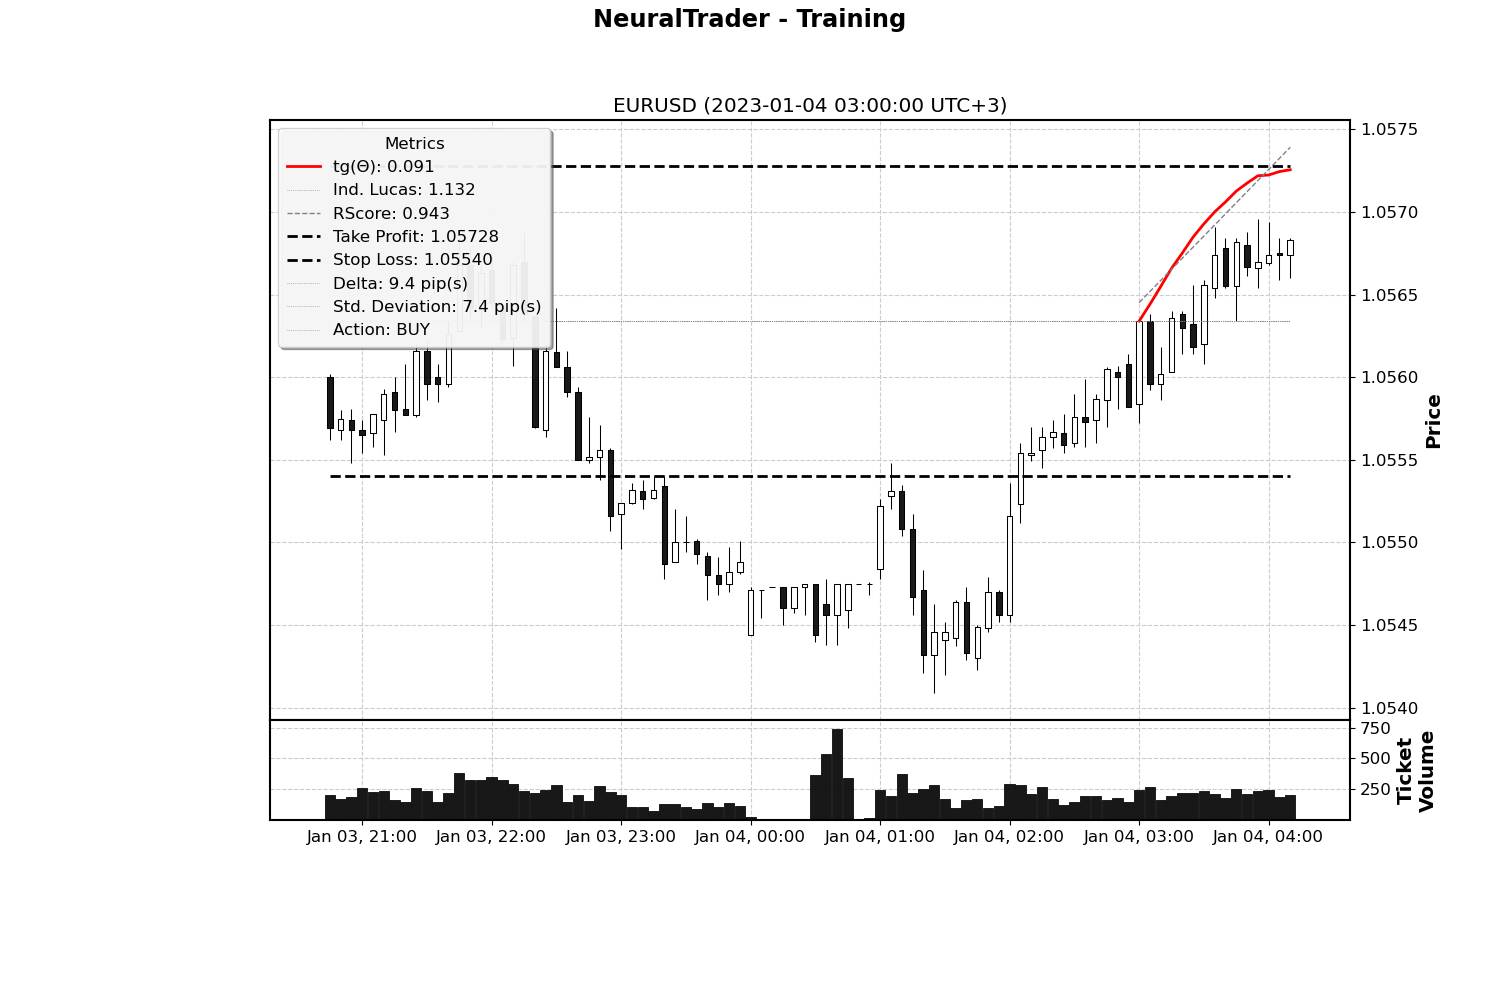 NeuralTrader - Training
EURUSD (2023-01-04 03:00:00 UTC+3)
Metrics
tg(Θ): 0.091
Ind. Lucas: 1.132
RScore: 0.943
Take Profit: 1.05728
Stop Loss: 1.05540
Delta: 9.4 pip(s)
Std. Deviation: 7.4 pip(s)
Action: BUY
1.0575
1.0570
1.0565
1.0560
1.0555
1.0550
1.0545
1.0540
Price
750
500
250
Ticket
Volume
Jan 03, 21:00 Jan 03, 22:00 Jan 03, 23:00 Jan 04, 00:00 Jan 04, 01:00 Jan 04, 02:00 Jan 04, 03:00 Jan 04, 04:00